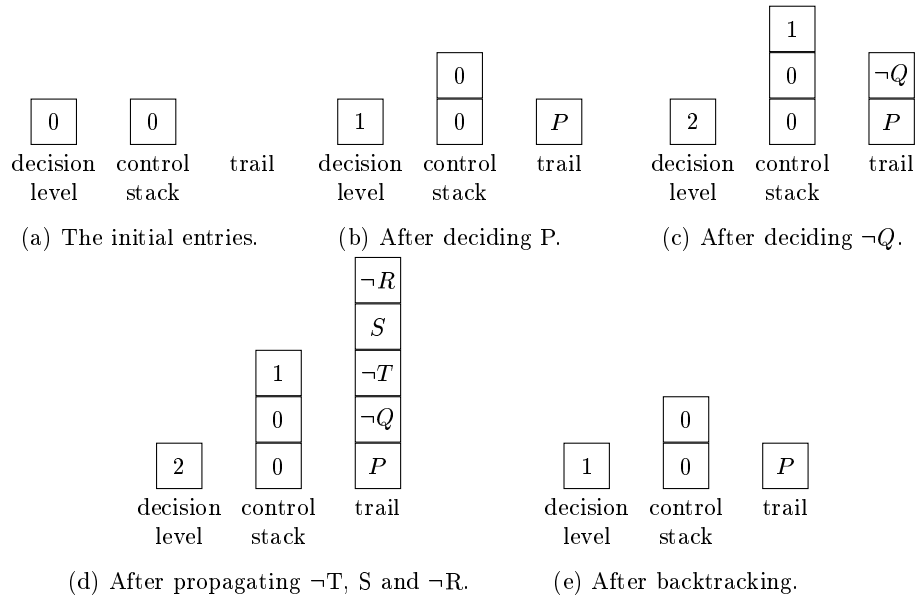 1
0 0 ¬Q
0 0 1 0 P 2 0 P
decision control trail decision control trail decision control trail
level stack level stack level stack
(a) The initial entries. (b) After deciding P. (c) After deciding ¬Q.
¬R
S
1 ¬T
0 ¬Q 0
2 0 P 1 0 P
decision control trail decision control trail
level stack level stack
(d) After propagating ¬T, S and ¬R. (e) After backtracking.